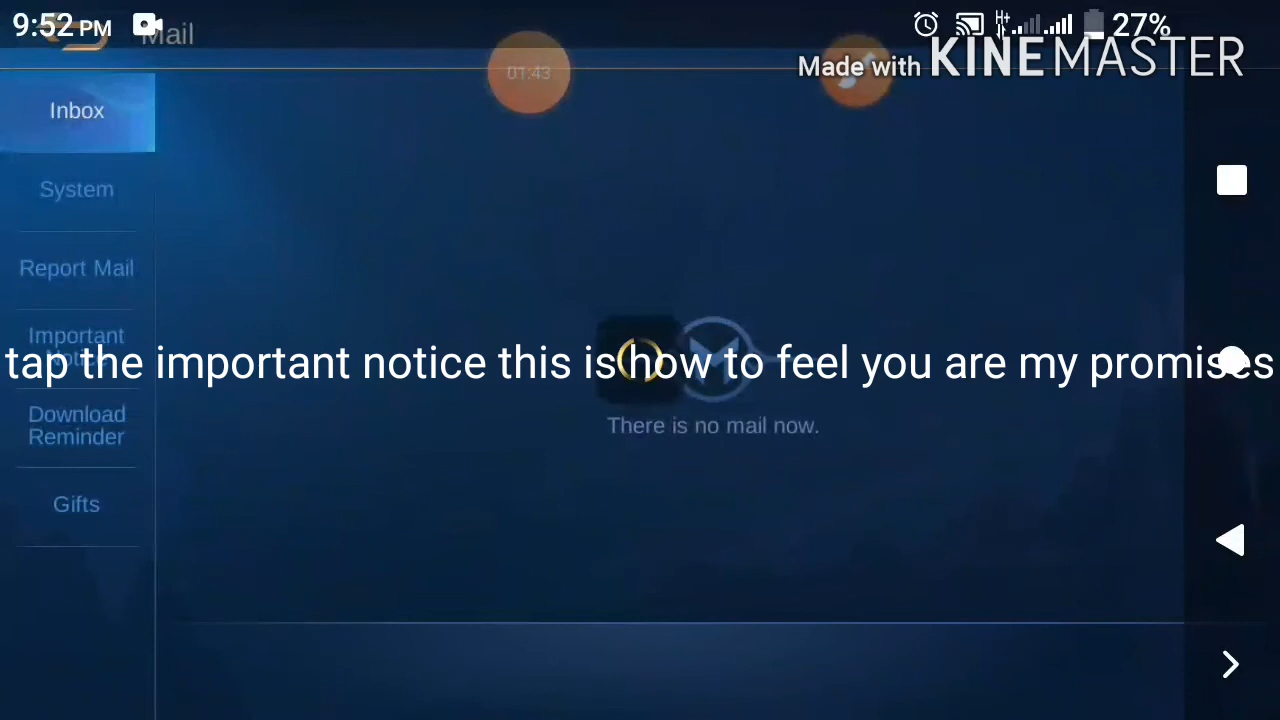 9:52 PM
27%
Mail
01:43
Made with KINEMASTER
Inbox
System
Report Mail
Important
tap the important notice this is how to feel you are my promises
There is no mail now.
Download
Reminder
Gifts